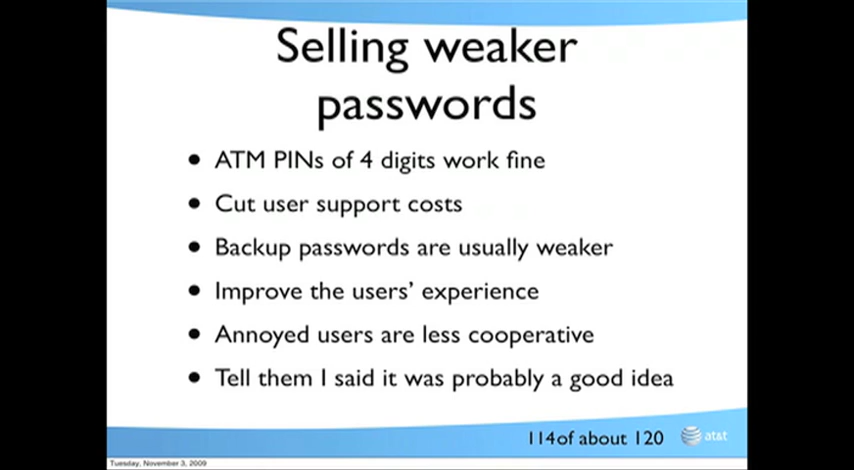 Selling weaker
passwords
• ATM PINs of 4 digits work fine
• Cut user support costs
• Backup passwords are usually weaker
• Improve the users’ experience
• Annoyed users are less cooperative
• Tell them I said it was probably a good idea
114of about 120
at&t
Tuesday, November 3, 2009